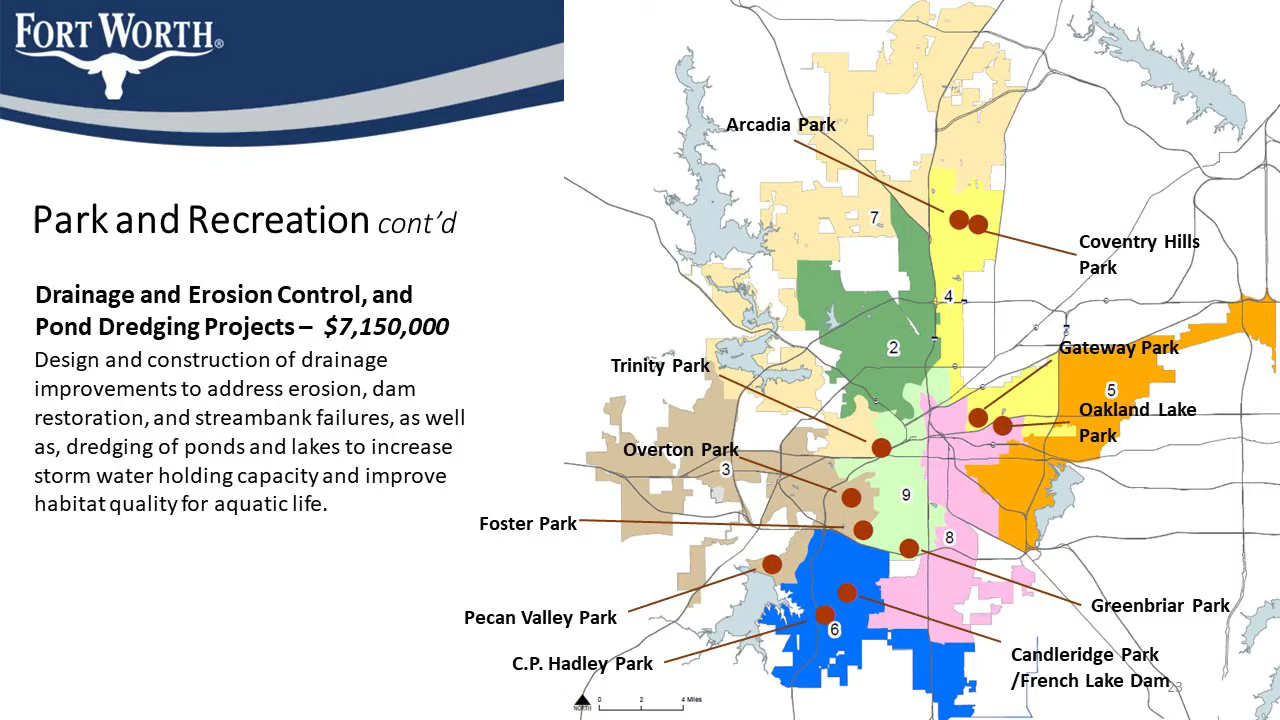 FORT WORTH®
Park and Recreation cont’d
Drainage and Erosion Control, and
Pond Dredging Projects – $7,150,000
Design and construction of drainage
improvements to address erosion, dam
restoration, and streambank failures, as well
as, dredging of ponds and lakes to increase
storm water holding capacity and improve
habitat quality for aquatic life.
Arcadia Park
7
Coventry Hills
Park
4
2
Gateway Park
Trinity Park
5
Oakland Lake
Park
Overton Park
3
9
Foster Park
8
Pecan Valley Park
Greenbriar Park
6
C.P. Hadley Park
Candleridge Park
/French Lake Dam
23
NORTH
0 2 4 Miles